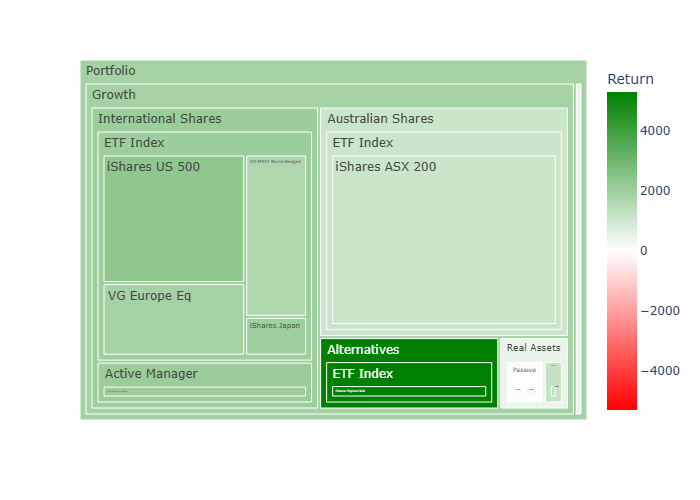 Portfolio
Growth
International Shares
ETF Index
iShares US 500
VG MSCI World Hedged
VG Europe Eq
iShares Japan
Active Manager
Australian Shares
ETF Index
iShares ASX 200
Alternatives
ETF Index
Real Assets
Passive
Return
4000
2000
0
−2000
−4000